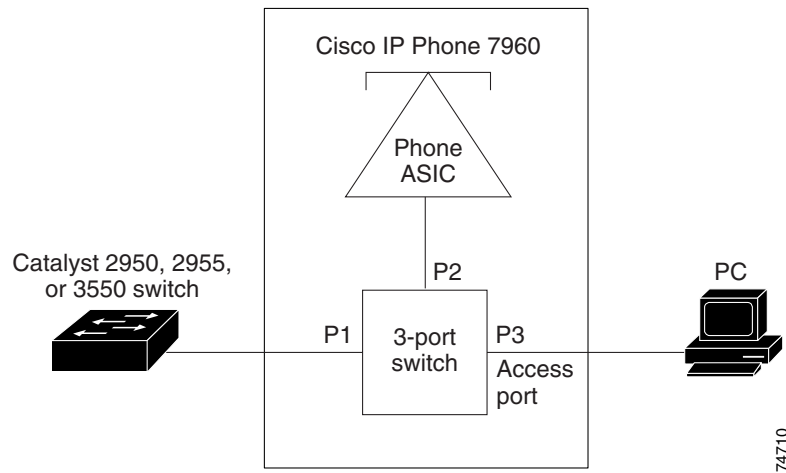 Cisco IP Phone 7960
Phone
ASIC
Catalyst 2950, 2955,
or 3550 switch
P2
PC
P1
3-port
switch
P3
Access
port
74710